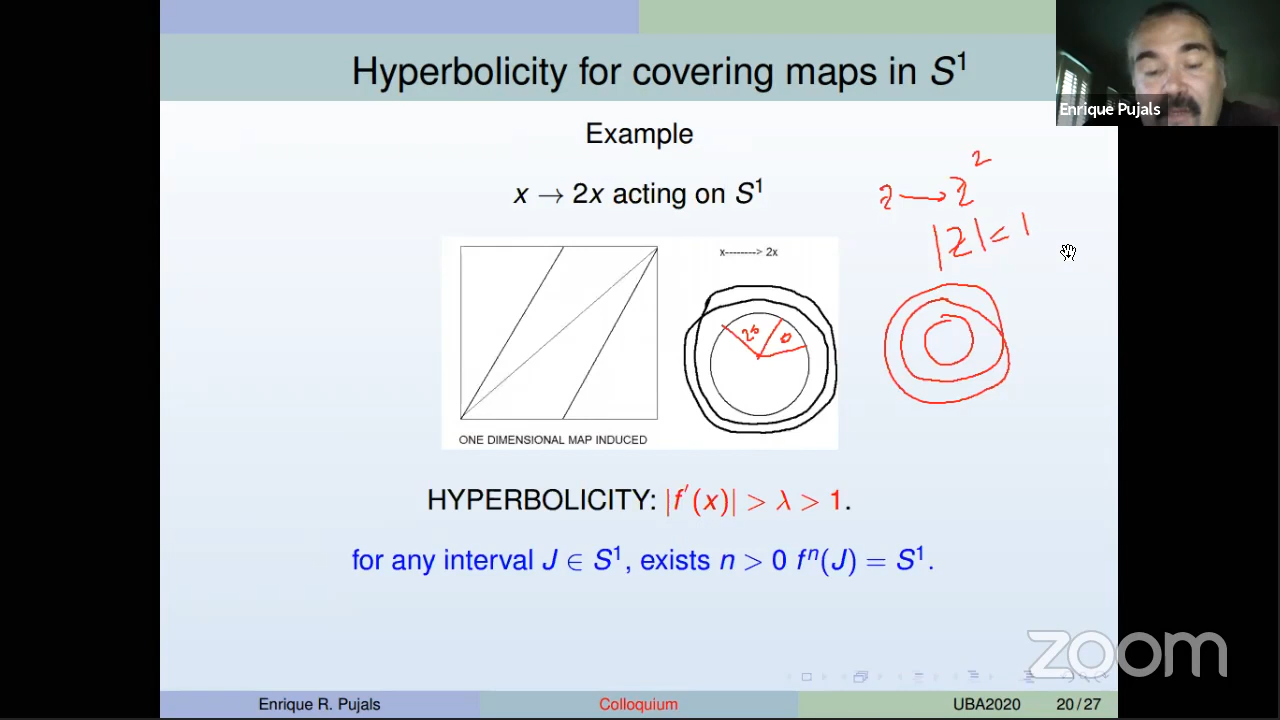 Hyperbolicity for covering maps in S¹
Enrique Pujals
Example
x → 2x acting on S¹
z → z²
|z| = 1
x--------> 2x
2θ
θ
ONE DIMENSIONAL MAP INDUCED
HYPERBOLICITY: |f′(x)| > λ > 1.
for any interval J ∈ S¹, exists n > 0 fⁿ(J) = S¹.
zoom
Enrique R. Pujals
Colloquium
UBA2020
20 / 27